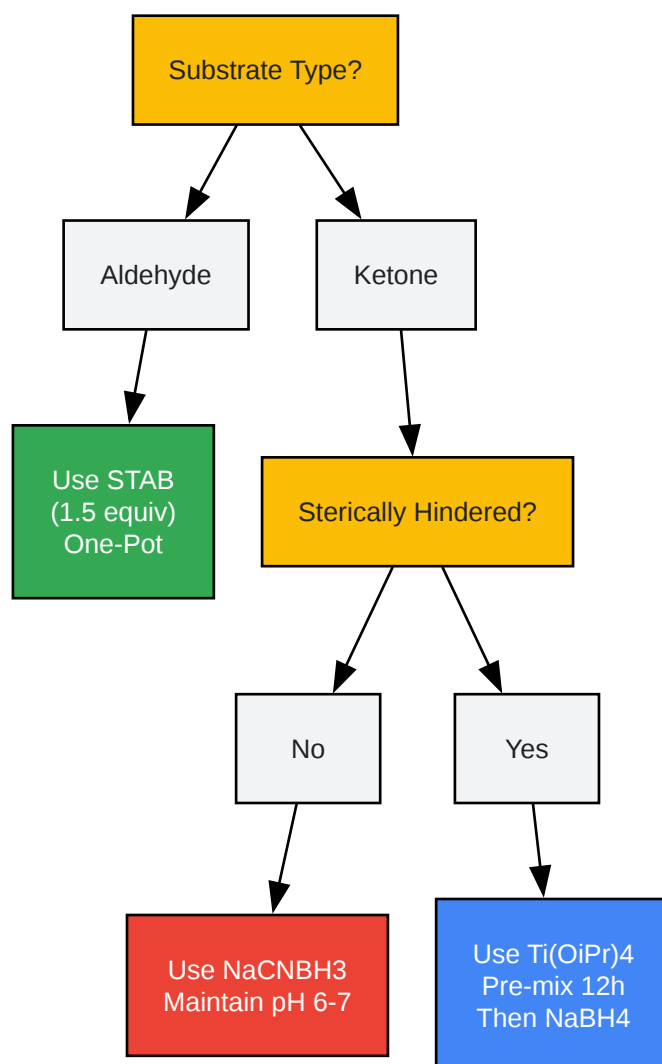 Substrate Type?
Aldehyde
Ketone
Use STAB
(1.5 equiv)
One-Pot
Sterically Hindered?
No
Yes
Use NaCNBH3
Maintain pH 6-7
Use Ti(OiPr)4
Pre-mix 12h
Then NaBH4